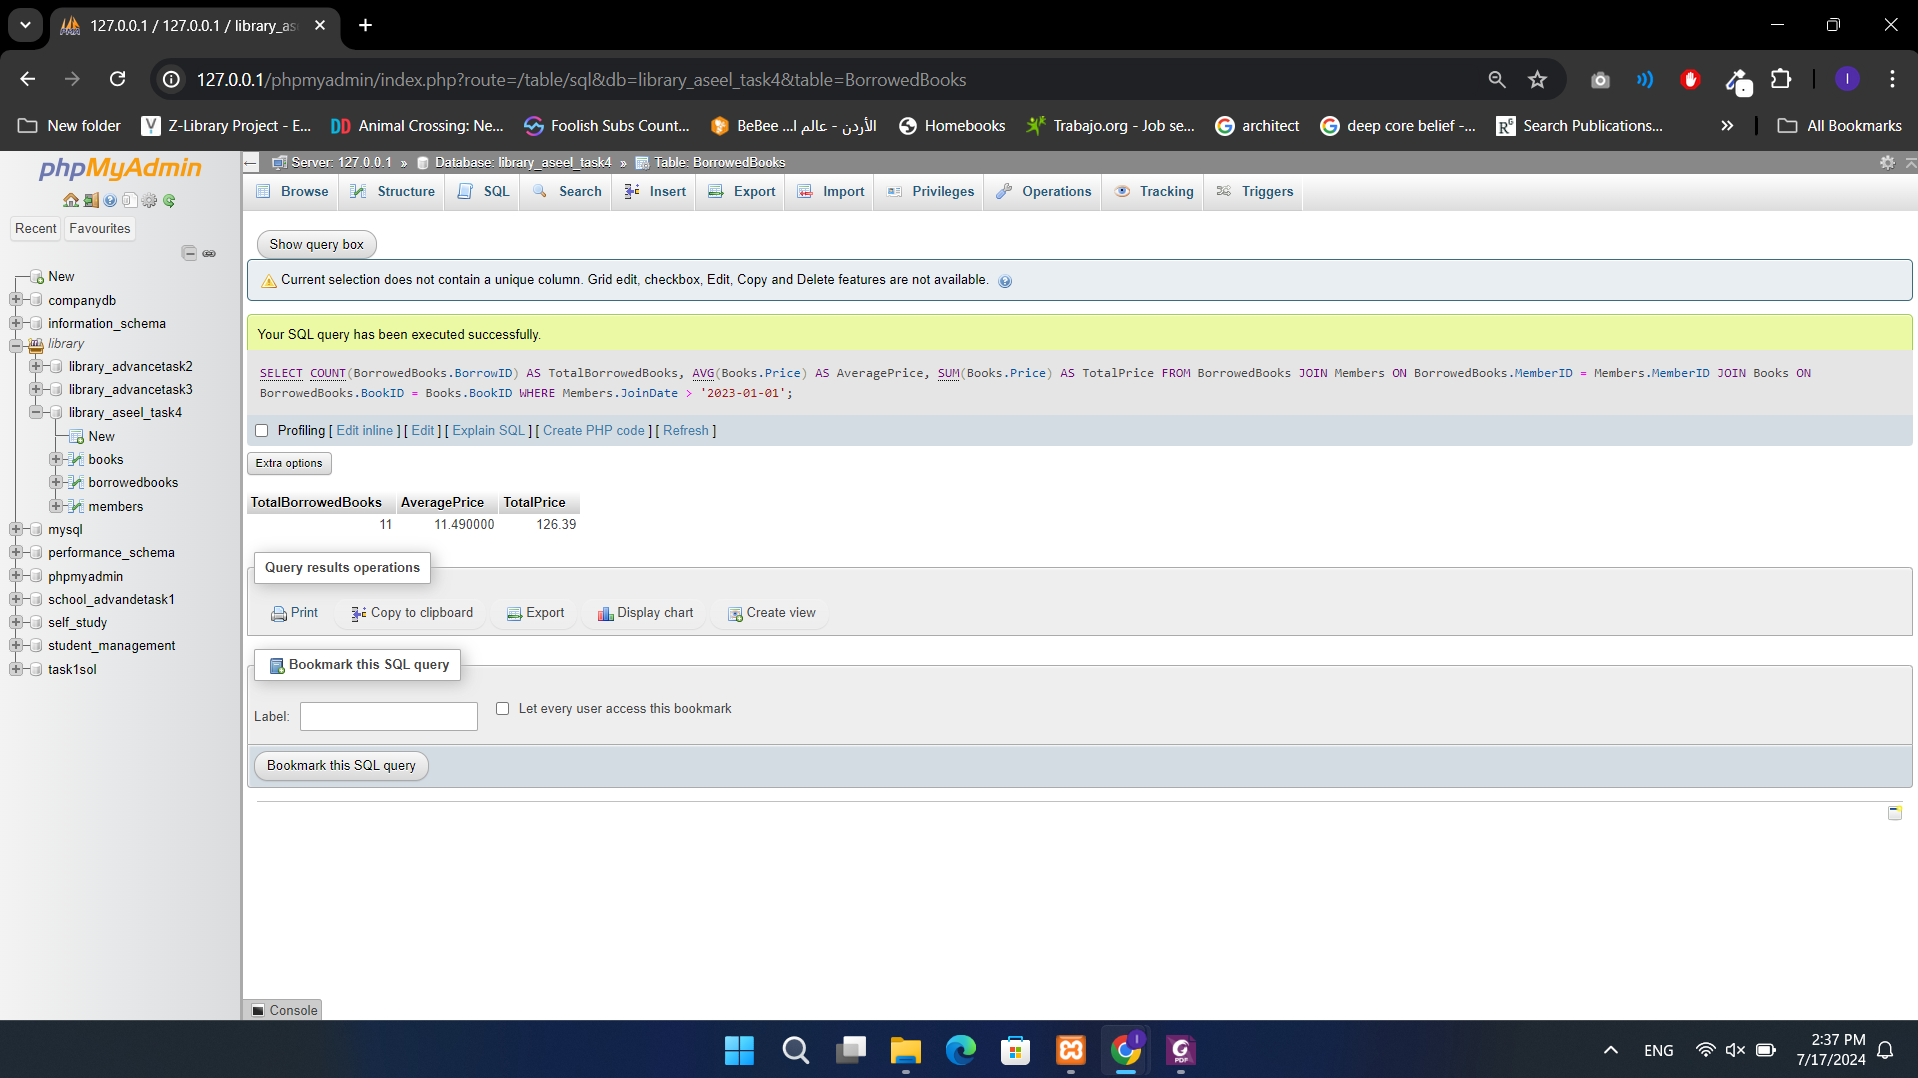 127.0.0.1 / 127.0.0.1 / library_as
127.0.0.1/phpmyadmin/index.php?route=/table/sql&db=library_aseel_task4&table=BorrowedBooks
I
New folder
Z-Library Project - E...
DD Animal Crossing: Ne...
Foolish Subs Count...
BeBee الأردن - عالم ا...
Homebooks
Trabajo.org - Job se...
architect
deep core belief -...
Search Publications...
All Bookmarks
phpMyAdmin
Recent Favourites
New
companydb
information_schema
library
library_advancetask2
library_advancetask3
library_aseel_task4
New
books
borrowedbooks
members
mysql
performance_schema
phpmyadmin
school_advandetask1
self_study
student_management
task1sol
Server: 127.0.0.1 » Database: library_aseel_task4 » Table: BorrowedBooks
Browse Structure SQL Search Insert Export Import Privileges Operations Tracking Triggers
Show query box
Current selection does not contain a unique column. Grid edit, checkbox, Edit, Copy and Delete features are not available.
Your SQL query has been executed successfully.
SELECT COUNT(BorrowedBooks.BorrowID) AS TotalBorrowedBooks, AVG(Books.Price) AS AveragePrice, SUM(Books.Price) AS TotalPrice FROM BorrowedBooks JOIN Members ON BorrowedBooks.MemberID = Members.MemberID JOIN Books ON
BorrowedBooks.BookID = Books.BookID WHERE Members.JoinDate > '2023-01-01';
Profiling [ Edit inline ] [ Edit ] [ Explain SQL ] [ Create PHP code ] [ Refresh ]
Extra options
TotalBorrowedBooks AveragePrice TotalPrice
11 11.490000 126.39
Query results operations
Print Copy to clipboard Export Display chart Create view
Bookmark this SQL query
Label: Let every user access this bookmark
Bookmark this SQL query
Console
ENG
2:37 PM
7/17/2024